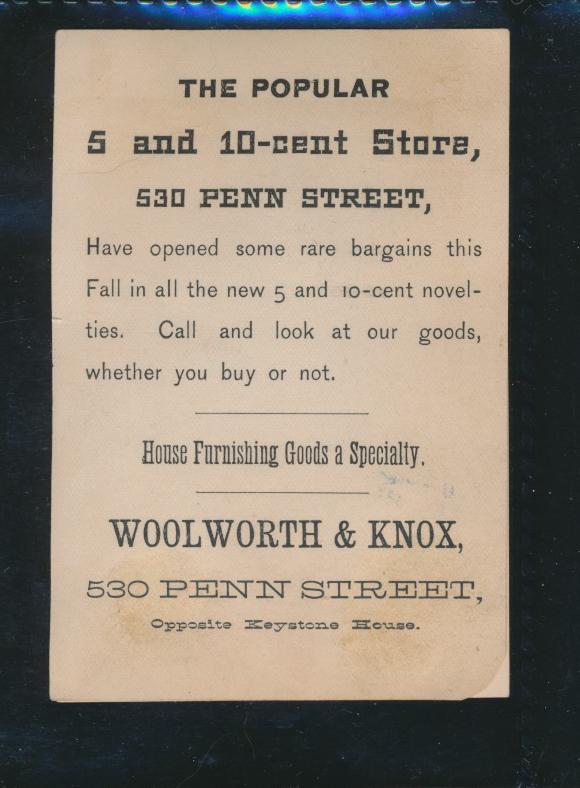 THE POPULAR
5 and 10-cent Store,
530 PENN STREET,
Have opened some rare bargains this
Fall in all the new 5 and 10-cent novel-
ties. Call and look at our goods,
whether you buy or not.
House Furnishing Goods a Specialty.
WOOLWORTH & KNOX,
530 PENN STREET,
Opposite Keystone House.